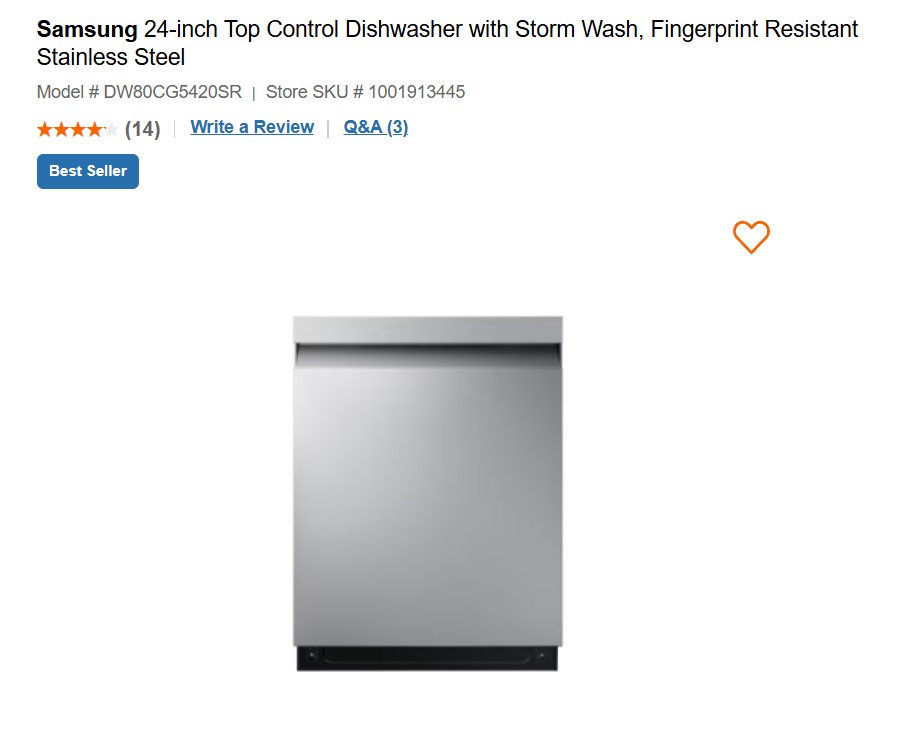 Samsung 24-inch Top Control Dishwasher with Storm Wash, Fingerprint Resistant
Stainless Steel
Model # DW80CG5420SR | Store SKU # 1001913445
(14) | Write a Review | Q&A (3)
Best Seller